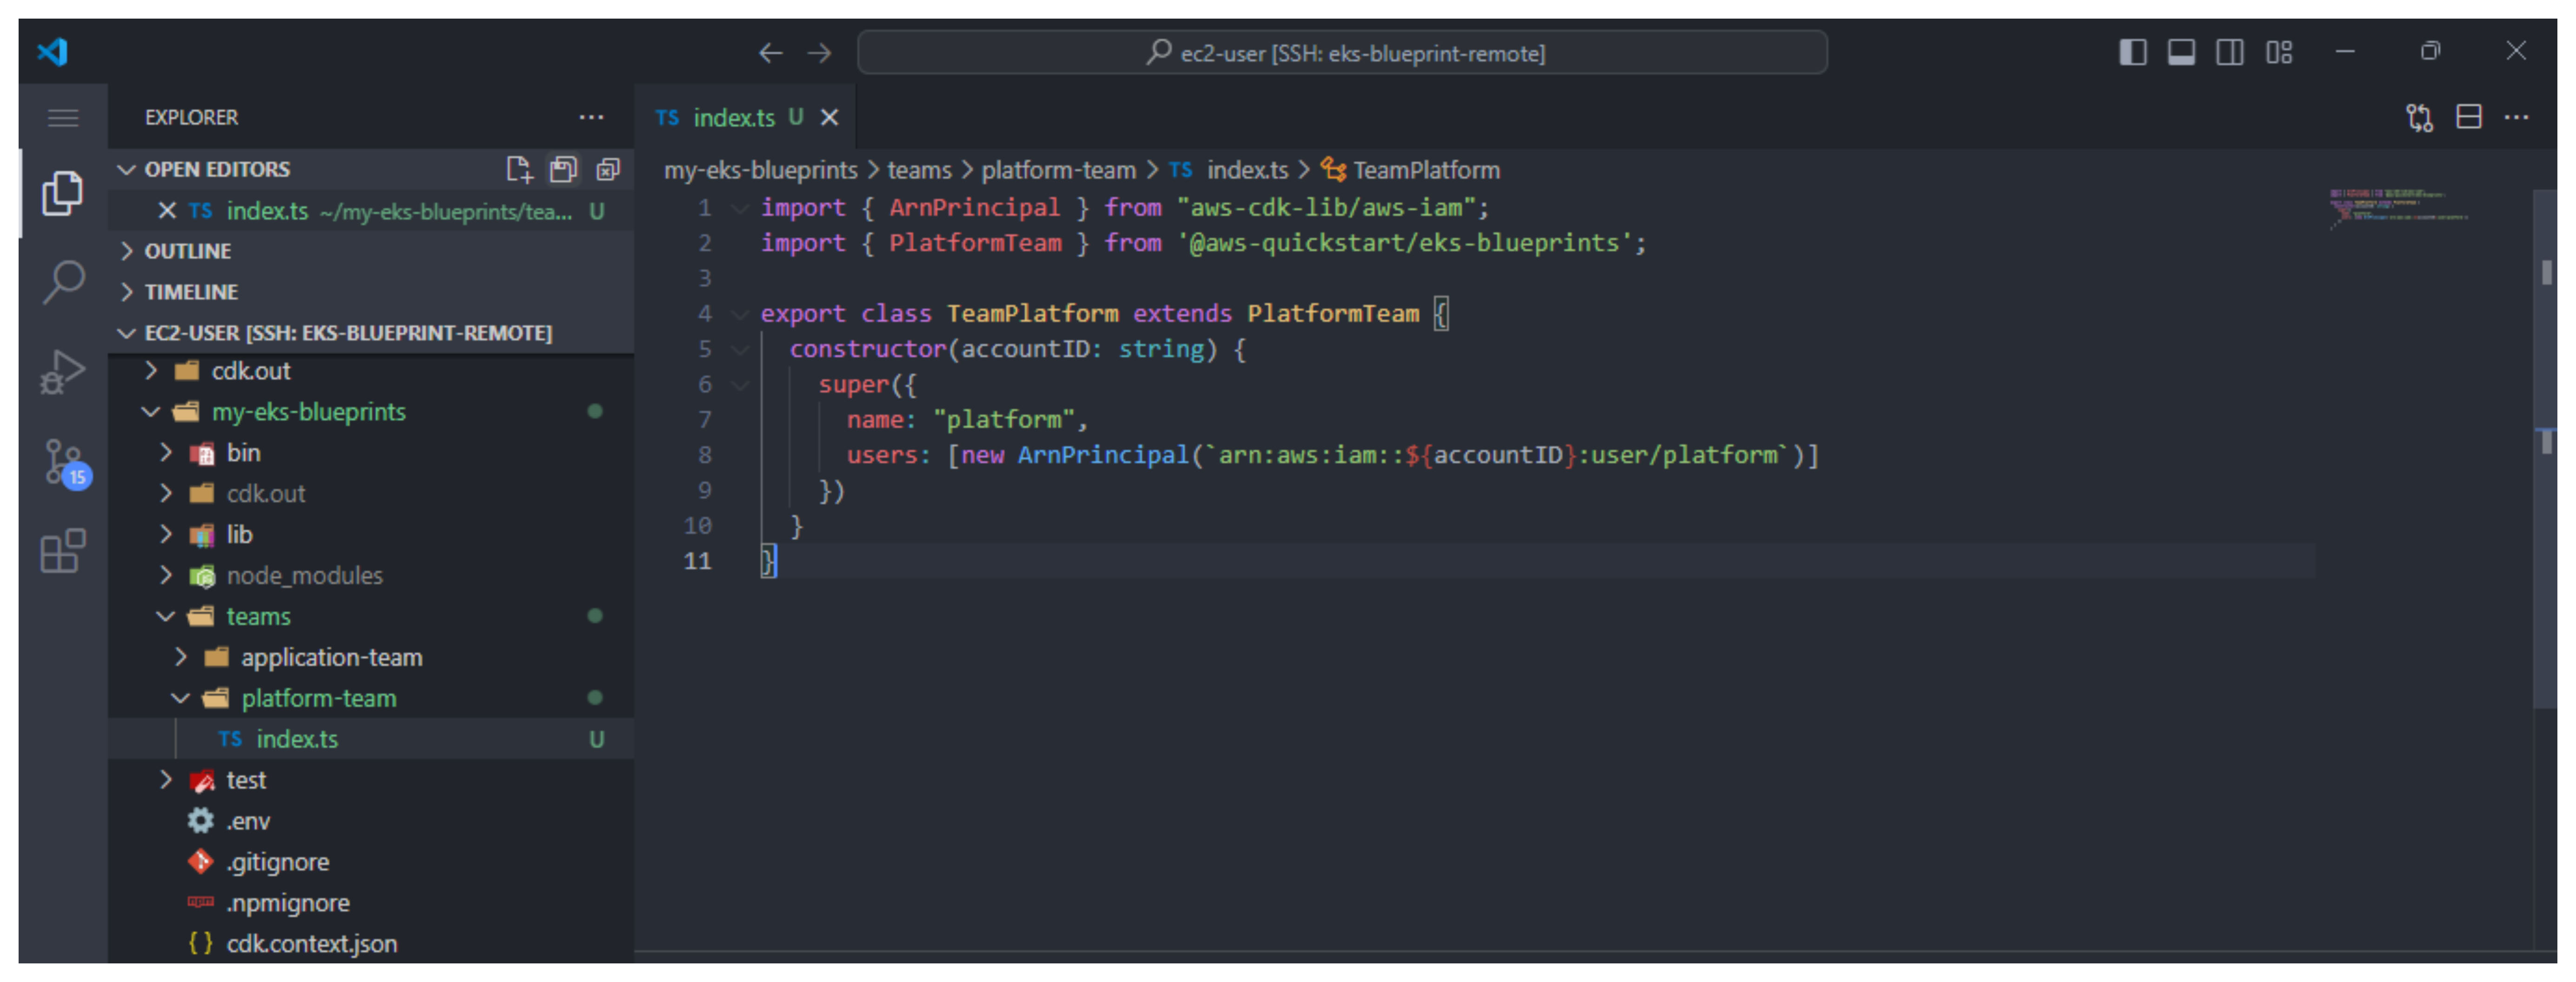 ec2-user [SSH: eks-blueprint-remote]
EXPLORER
OPEN EDITORS
TS index.ts ~/my-eks-blueprints/tea... U
OUTLINE
TIMELINE
EC2-USER [SSH: EKS-BLUEPRINT-REMOTE]
cdk.out
my-eks-blueprints
bin
cdk.out
lib
node_modules
teams
application-team
platform-team
TS index.ts U
test
.env
.gitignore
.npmignore
{ } cdk.context.json
15
TS index.ts U
my-eks-blueprints > teams > platform-team > TS index.ts > TeamPlatform
1 import { ArnPrincipal } from "aws-cdk-lib/aws-iam";
2 import { PlatformTeam } from '@aws-quickstart/eks-blueprints';
3
4 export class TeamPlatform extends PlatformTeam {
5 constructor(accountID: string) {
6 super({
7 name: "platform",
8 users: [new ArnPrincipal(`arn:aws:iam::${accountID}:user/platform`)]
9 })
10 }
11 }